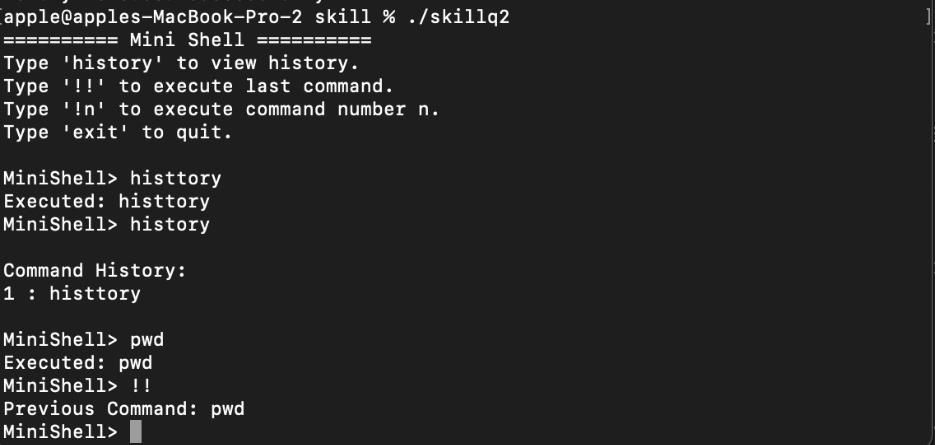 [apple@apples-MacBook-Pro-2 skill % ./skillq2 ]
========== Mini Shell ==========
Type 'history' to view history.
Type '!!' to execute last command.
Type '!n' to execute command number n.
Type 'exit' to quit.
MiniShell> histtory
Executed: histtory
MiniShell> history
Command History:
1 : histtory
MiniShell> pwd
Executed: pwd
MiniShell> !!
Previous Command: pwd
MiniShell>